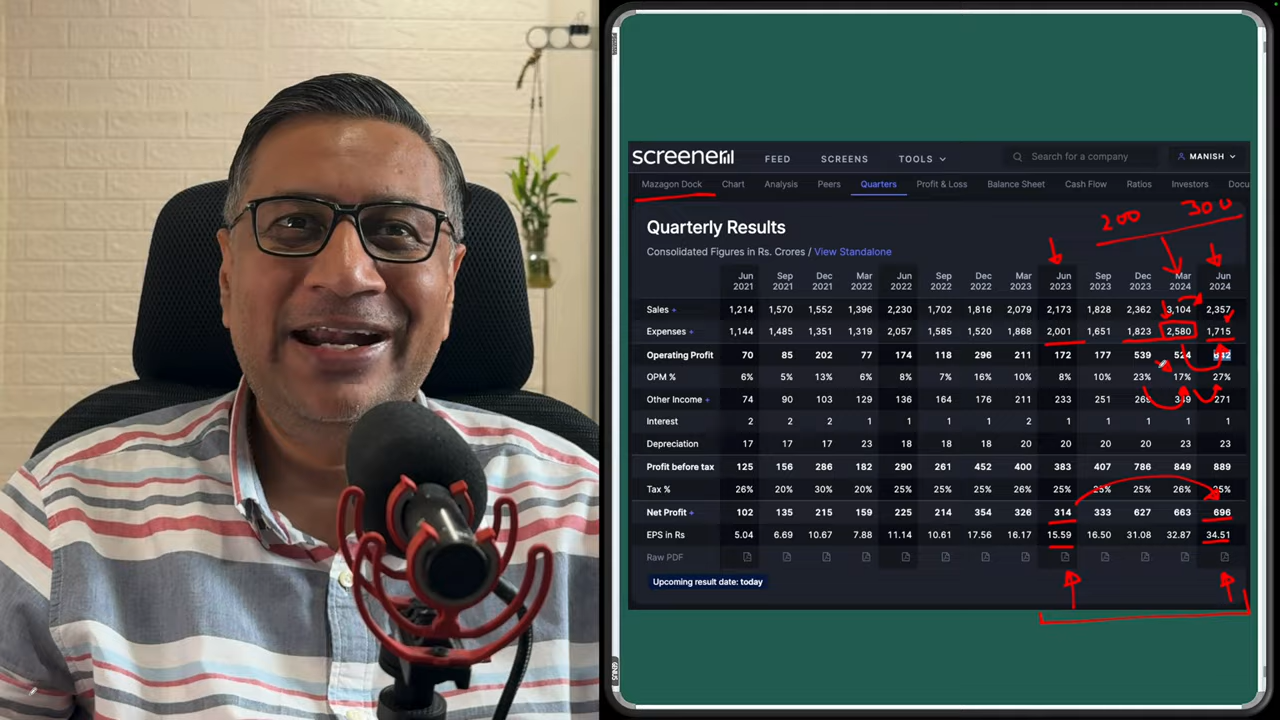 screener FEED SCREENS TOOLS Search for a company MANISH
Mazagon Dock Chart Analysis Peers Quarters Profit & Loss Balance Sheet Cash Flow Ratios Investors Docu
200 300
Quarterly Results
Consolidated Figures in Rs. Crores / View Standalone
Jun 2021 Sep 2021 Dec 2021 Mar 2022 Jun 2022 Sep 2022 Dec 2022 Mar 2023 Jun 2023 Sep 2023 Dec 2023 Mar 2024 Jun 2024
Sales + 1,214 1,570 1,552 1,396 2,230 1,702 1,816 2,079 2,173 1,828 2,362 3,104 2,357
Expenses + 1,144 1,485 1,351 1,319 2,057 1,585 1,520 1,868 2,001 1,651 1,823 2,580 1,715
Operating Profit 70 85 202 77 174 118 296 211 172 177 539 524 642
OPM % 6% 5% 13% 6% 8% 7% 16% 10% 8% 10% 23% 17% 27%
Other Income + 74 90 103 129 136 164 176 211 233 251 271
Interest 2 2 2 1 1 1 1 2 1 1 1 1 1
Depreciation 17 17 17 23 18 18 18 20 20 20 20 23 23
Profit before tax 125 156 286 182 290 261 452 400 383 407 786 849 889
Tax % 26% 20% 30% 20% 25% 25% 25% 26% 25% 25% 25% 26% 25%
Net Profit + 102 135 215 159 225 214 354 326 314 333 627 663 696
EPS in Rs 5.04 6.69 10.67 7.88 11.14 10.61 17.56 16.17 15.59 16.50 31.08 32.87 34.51
Raw PDF
Upcoming result date: today